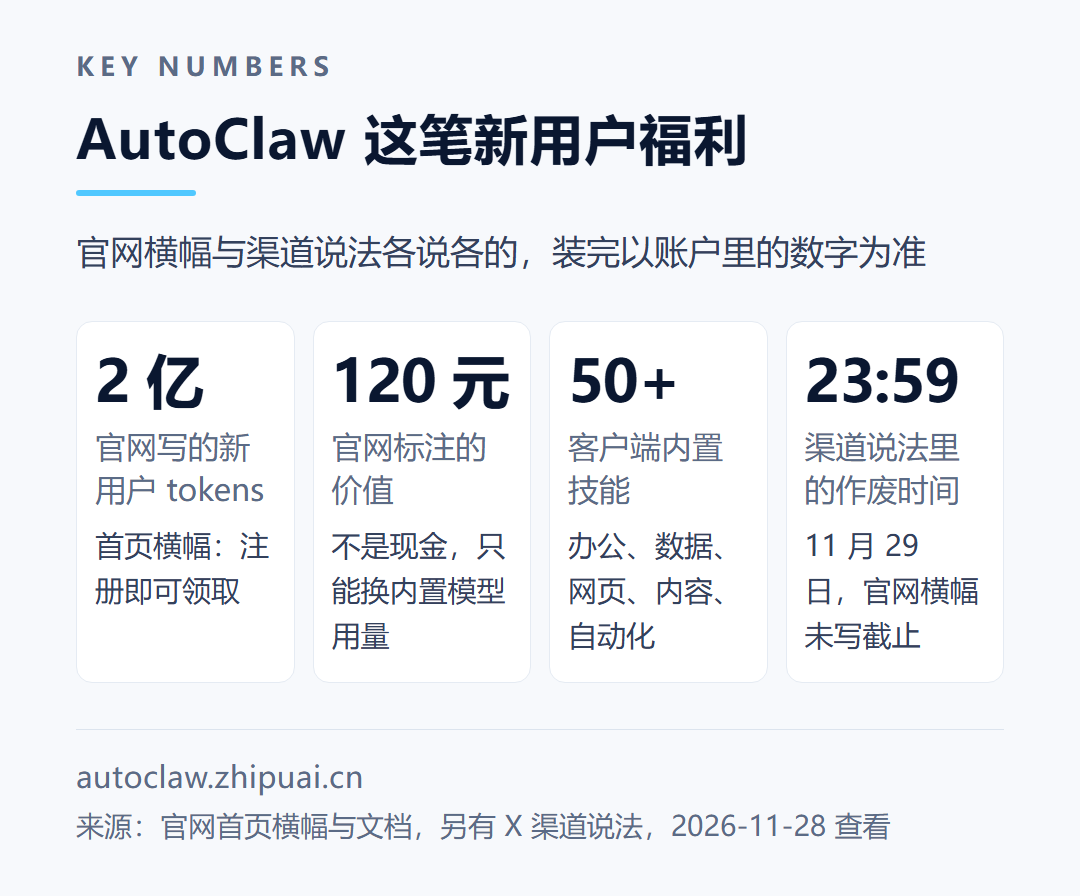 KEY NUMBERS
AutoClaw 这笔新用户福利
官网横幅与渠道说法各说各的，装完以账户里的数字为准
2 亿
官网写的新
用户 tokens
首页横幅：注
册即可领取
120 元
官网标注的
价值
不是现金，只
能换内置模型
用量
50+
客户端内置
技能
办公、数据、
网页、内容、
自动化
23:59
渠道说法里
的作废时间
11 月 29
日，官网横幅
未写截止
autoclaw.zhipuai.cn
来源：官网首页横幅与文档，另有 X 渠道说法，2026-11-28 查看